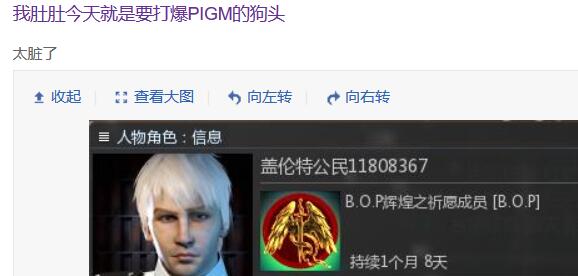 我肚肚今天就是要打爆PIGM的狗头
太脏了
收起 查看大图 向左转 向右转
人物角色：信息
盖伦特公民11808367
B.O.P辉煌之祈愿成员 [B.O.P]
持续1个月 8天